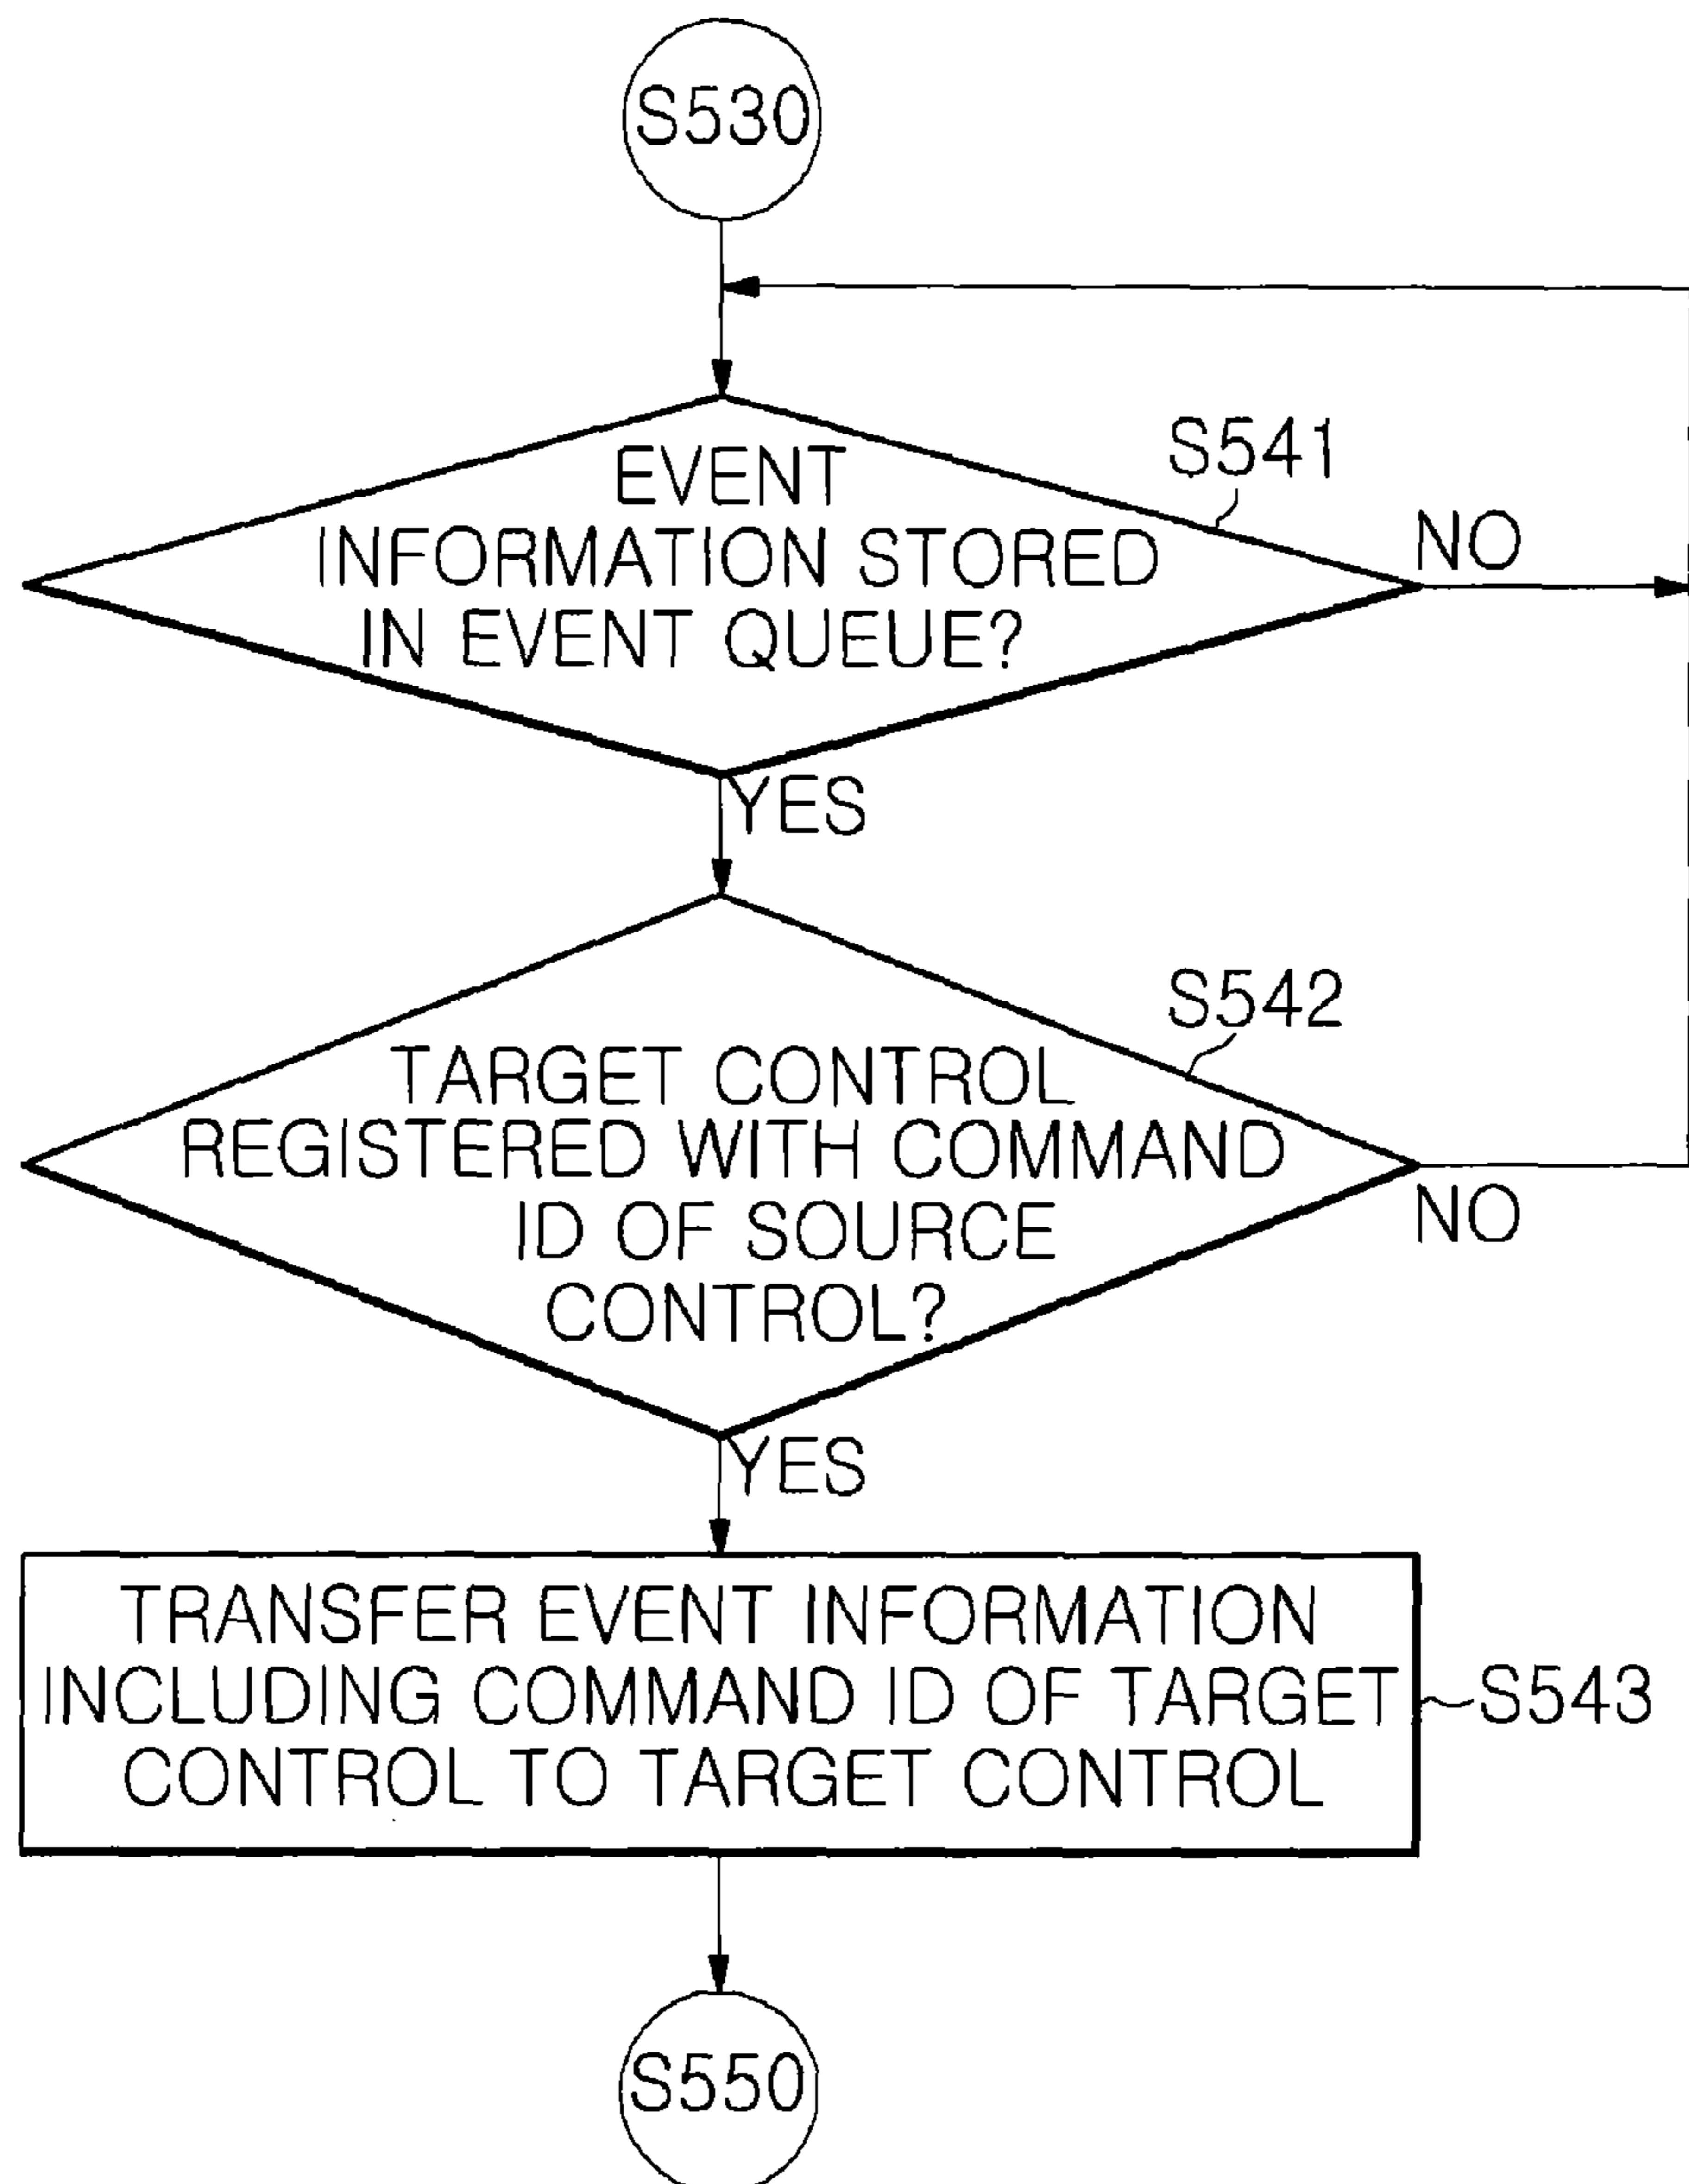 S530
S541
EVENT
INFORMATION STORED
IN EVENT QUEUE?
NO
YES
S542
TARGET CONTROL
REGISTERED WITH COMMAND
ID OF SOURCE
CONTROL?
NO
YES
TRANSFER EVENT INFORMATION
INCLUDING COMMAND ID OF TARGET
CONTROL TO TARGET CONTROL
S543
S550